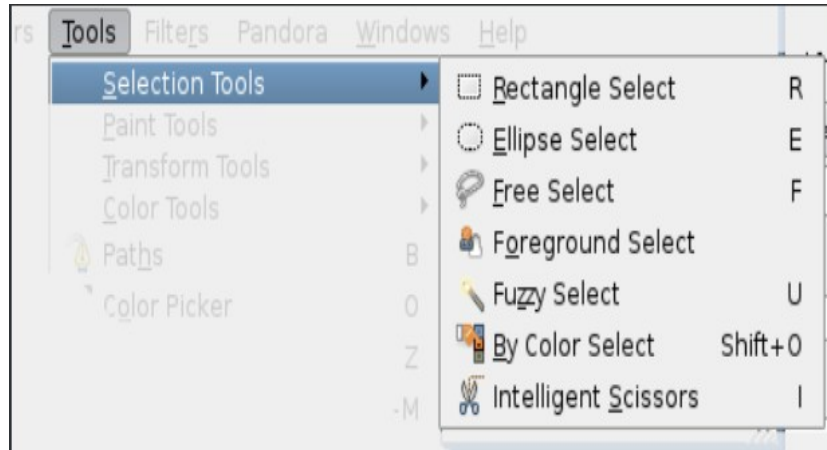 rs Tools Filters Pandora Windows Help
Selection Tools
Paint Tools
Transform Tools
Color Tools
Paths B
Color Picker O
Z
-M
Rectangle Select R
Ellipse Select E
Free Select F
Foreground Select
Fuzzy Select U
By Color Select Shift+O
Intelligent Scissors I